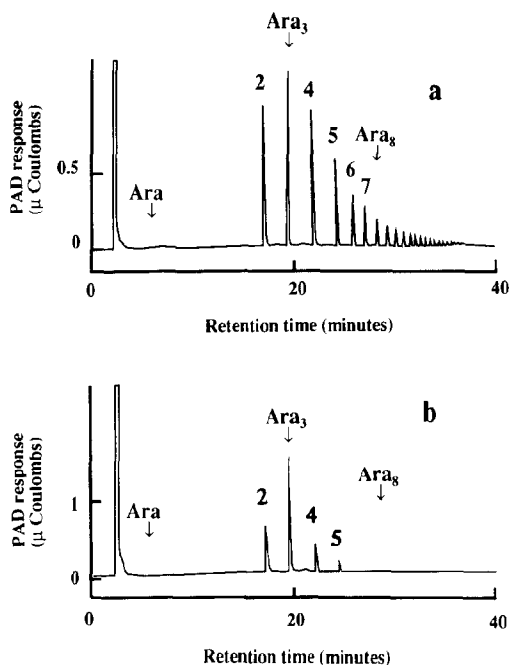 Ara3
↓
a
PAD response
(µ Coulombs)
2
4
5
6
7
Ara8
↓
0.5
Ara
↓
0
0
20
40
Retention time (minutes)
b
Ara3
↓
Ara8
↓
PAD response
(µ Coulombs)
1
Ara
↓
2
4
5
0
0
20
40
Retention time (minutes)